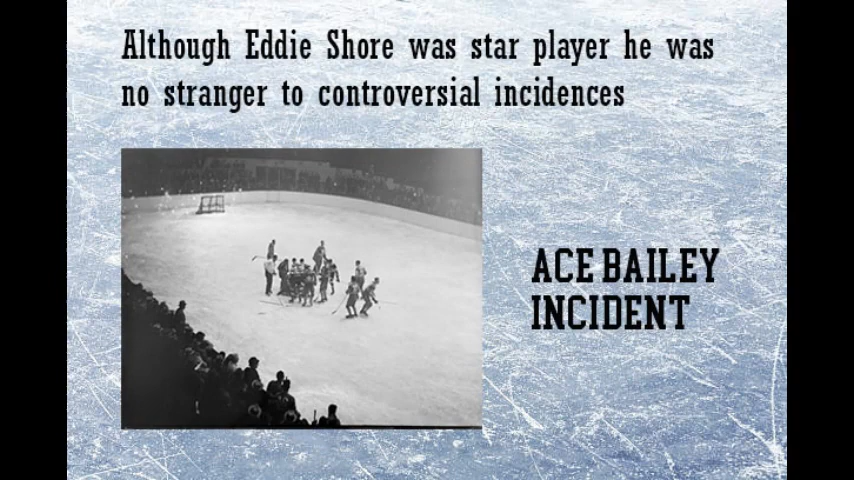 Although Eddie Shore was star player he was
no stranger to controversial incidences
ACE BAILEY
INCIDENT